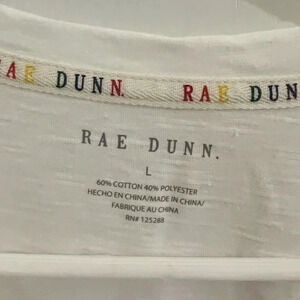 RAE DUNN. RAE DUN
RAE DUNN.
L
60% COTTON 40% POLYESTER
HECHO EN CHINA/MADE IN CHINA/
FABRIQUE AU CHINA
RN# 125288